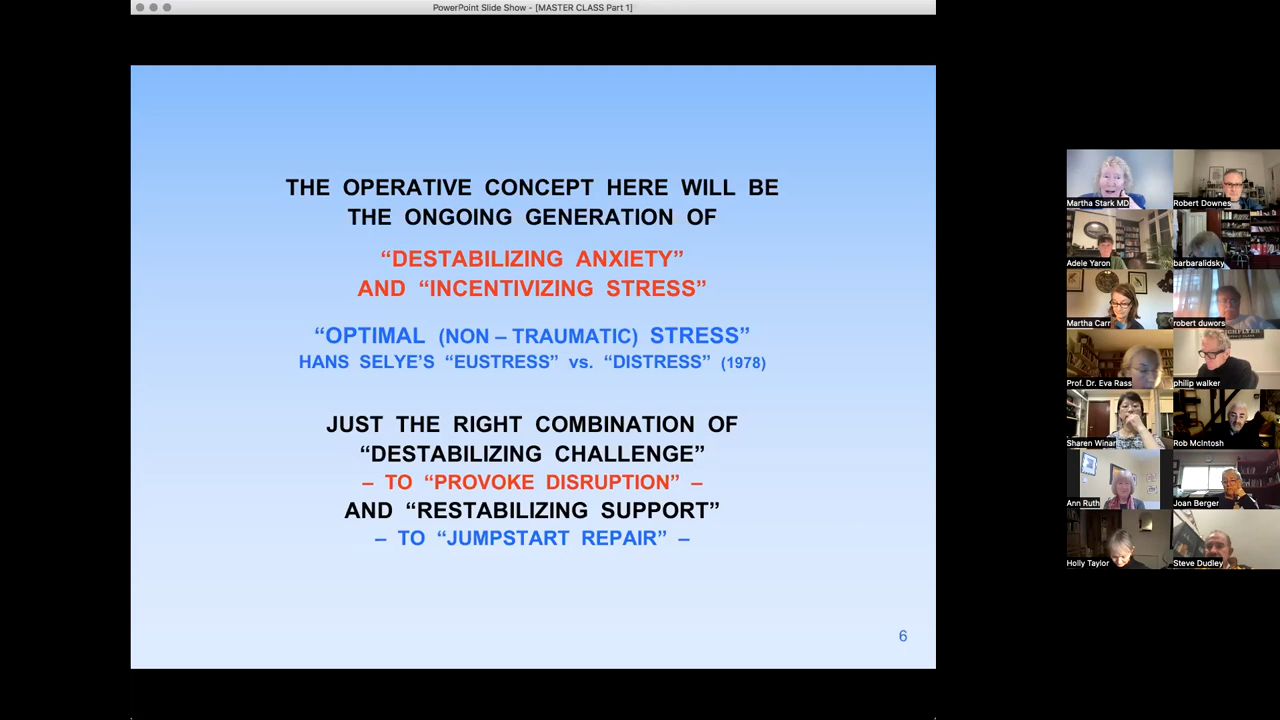 PowerPoint Slide Show - [MASTER CLASS Part 1]
THE OPERATIVE CONCEPT HERE WILL BE
THE ONGOING GENERATION OF
“DESTABILIZING ANXIETY”
AND “INCENTIVIZING STRESS”
“OPTIMAL (NON – TRAUMATIC) STRESS”
HANS SELYE’S “EUSTRESS” vs. “DISTRESS” (1978)
JUST THE RIGHT COMBINATION OF
“DESTABILIZING CHALLENGE”
– TO “PROVOKE DISRUPTION” –
AND “RESTABILIZING SUPPORT”
– TO “JUMPSTART REPAIR” –
6
Martha Stark MD
Robert Downes
Adele Yaron
barbaralidsky
Martha Carr
robert duwors
Prof. Dr. Eva Rass
philip walker
Sharen Winar
Rob McIntosh
Ann Ruth
Joan Berger
Holly Taylor
Steve Dudley